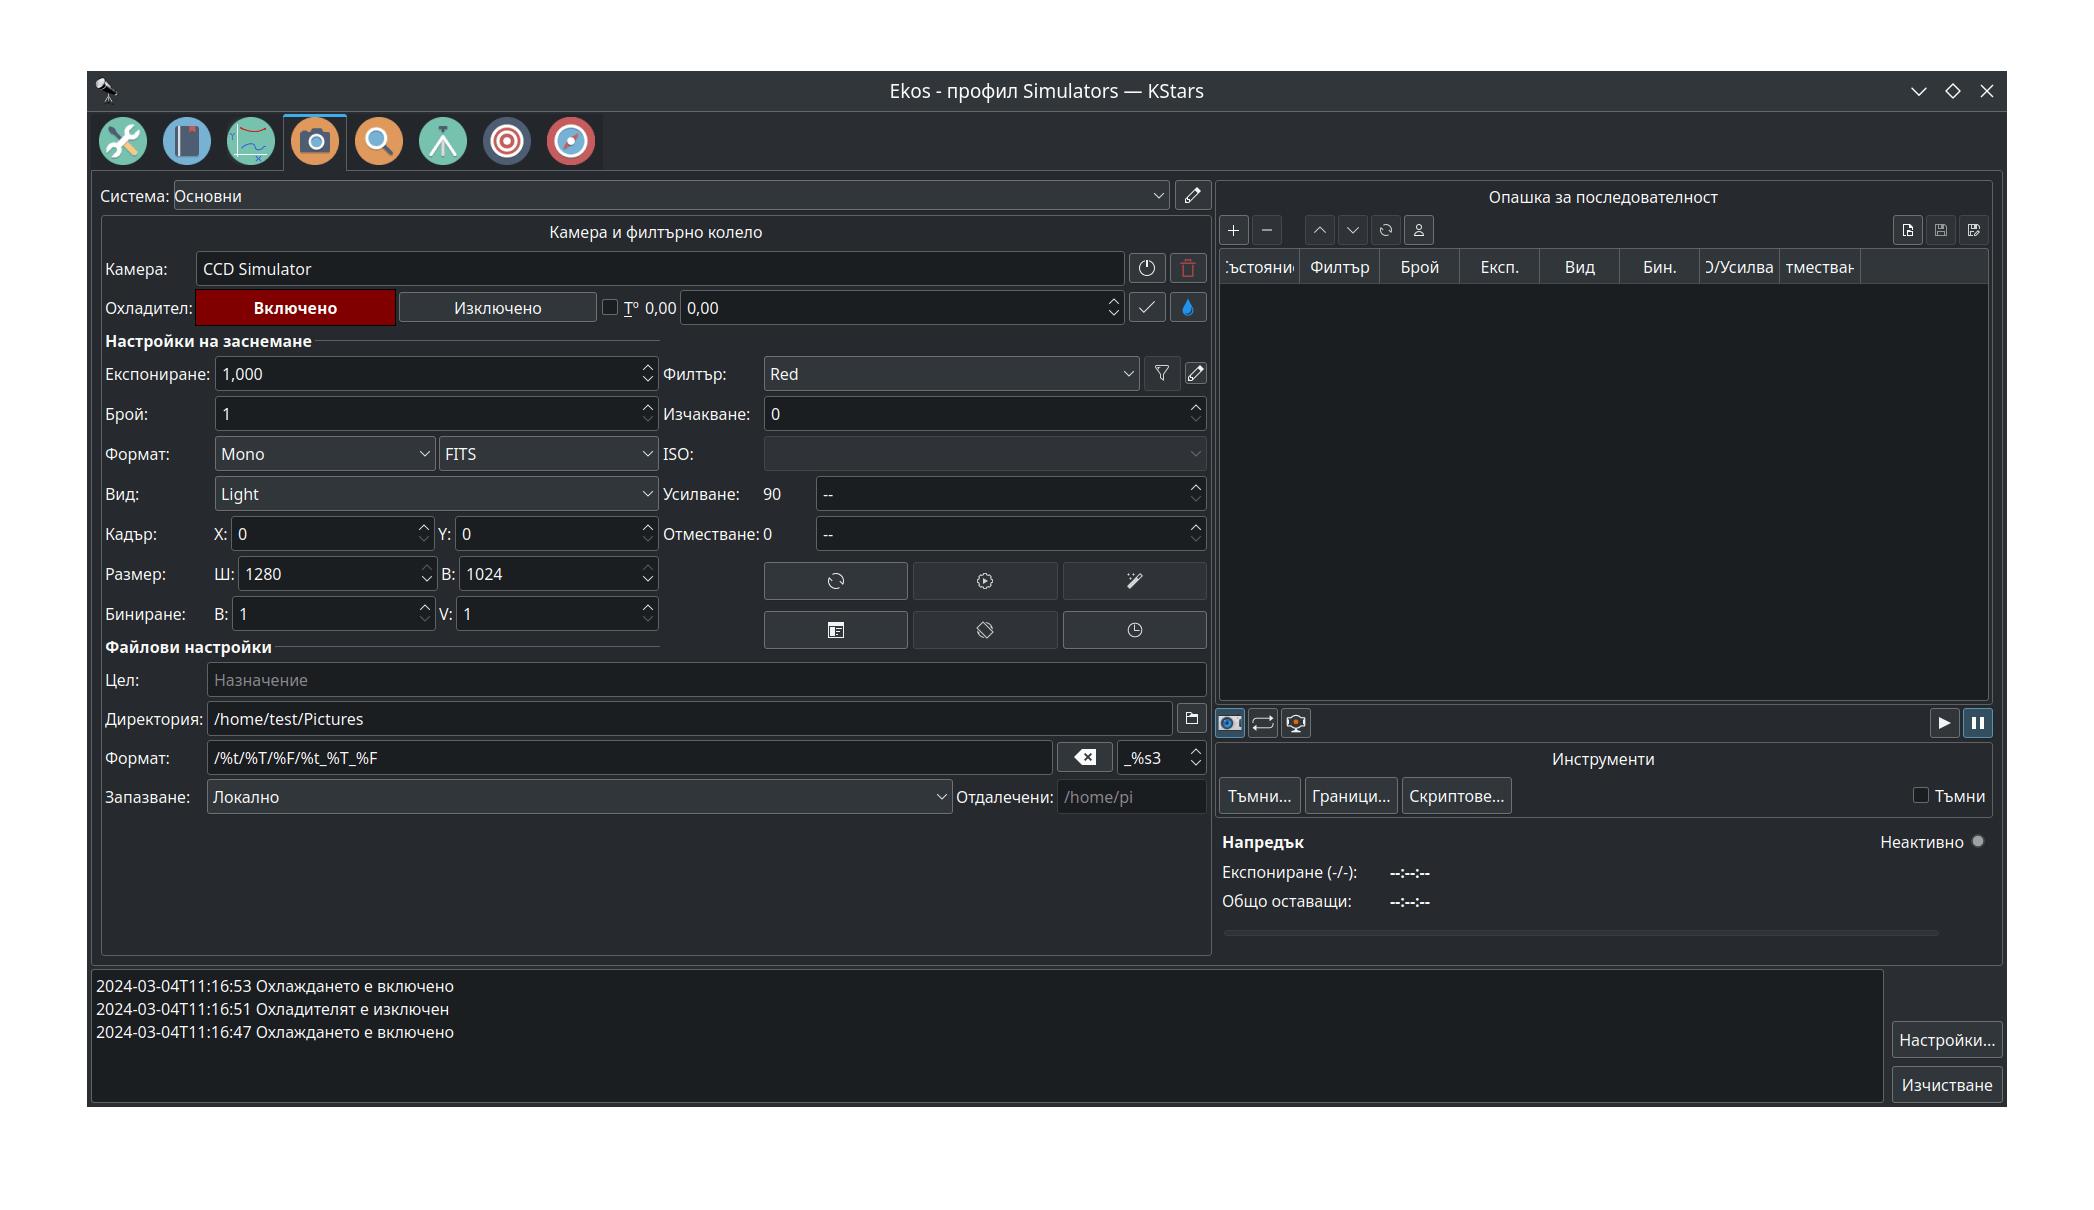 Ekos - профил Simulators — KStars
Система: Основни
Камера и филтърно колело
Камера: CCD Simulator
Охладител: Включено Изключено Tº 0,00 0,00
Настройки на заснемане
Експониране: 1,000 Филтър: Red
Брой: 1 Изчакване: 0
Формат: Mono FITS ISO:
Вид: Light Усилване: 90 --
Кадър: X: 0 Y: 0 Отместване: 0 --
Размер: Ш: 1280 В: 1024
Биниране: В: 1 V: 1
Файлови настройки
Цел: Назначение
Директория: /home/test/Pictures
Формат: /%t/%T/%F/%t_%T_%F _%s3
Запазване: Локално Отдалечени: /home/pi
Опашка за последователност
Филтър Брой Експ. Вид Бин.
Инструменти
Тъмни... Граници... Скриптове... Тъмни
Напредък Неактивно
Експониране (-/-): --:--:--
Общо оставащи: --:--:--
2024-03-04T11:16:53 Охлаждането е включено
2024-03-04T11:16:51 Охладителят е изключен
2024-03-04T11:16:47 Охлаждането е включено
Настройки...
Изчистване